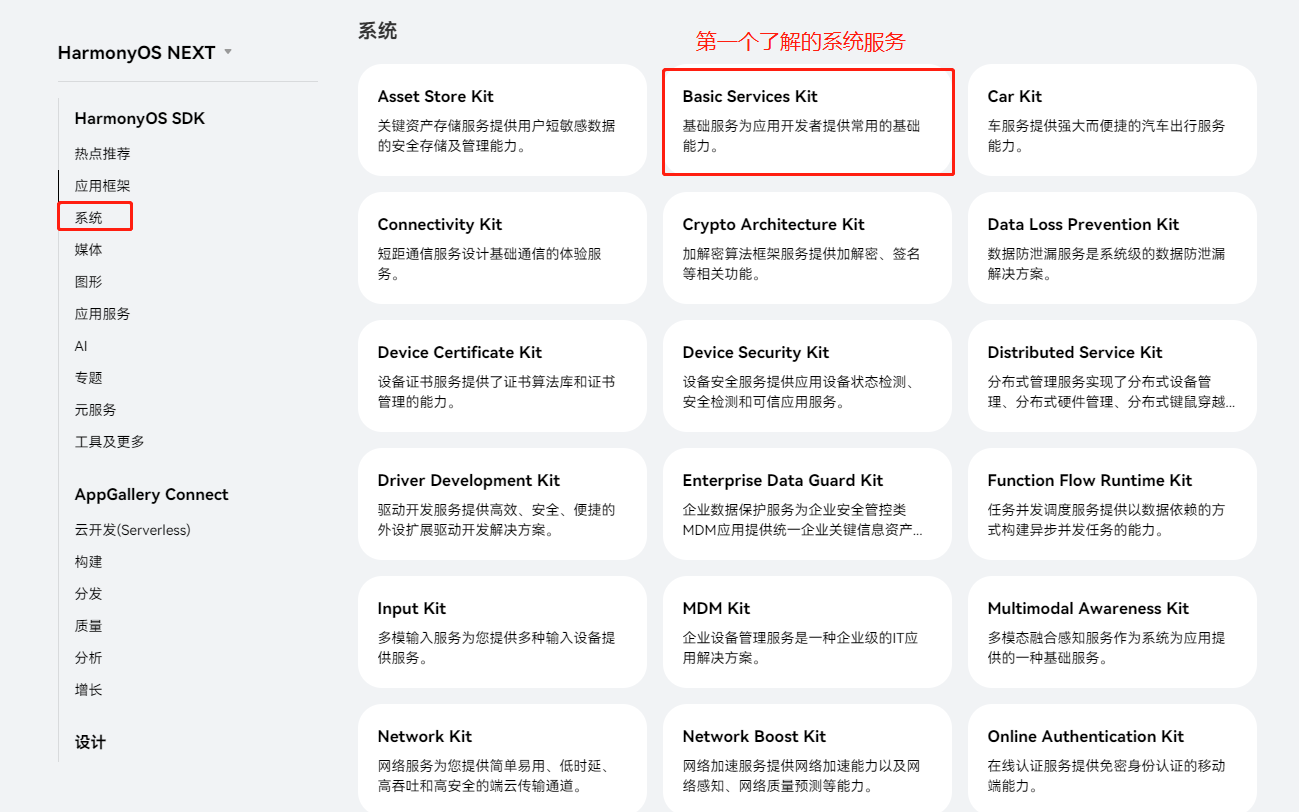 HarmonyOS NEXT
HarmonyOS SDK
热点推荐
应用框架
系统
媒体
图形
应用服务
AI
专题
元服务
工具及更多
AppGallery Connect
云开发(Serverless)
构建
分发
质量
分析
增长
设计
系统
第一个了解的系统服务
Asset Store Kit
关键资产存储服务提供用户短敏感数据
的安全存储及管理能力。
Basic Services Kit
基础服务为应用开发者提供常用的基础
能力。
Car Kit
车服务提供强大而便捷的汽车出行服务
能力。
Connectivity Kit
短距通信服务设计基础通信的体验服
务。
Crypto Architecture Kit
加解密算法框架服务提供加解密、签名
等相关功能。
Data Loss Prevention Kit
数据防泄漏服务是系统级的数据防泄漏
解决方案。
Device Certificate Kit
设备证书服务提供了证书算法库和证书
管理的能力。
Device Security Kit
设备安全服务提供应用设备状态检测、
安全检测和可信应用服务。
Distributed Service Kit
分布式管理服务实现了分布式设备管
理、分布式硬件管理、分布式键鼠穿越...
Driver Development Kit
驱动开发服务提供高效、安全、便捷的
外设扩展驱动开发解决方案。
Enterprise Data Guard Kit
企业数据保护服务为企业安全管控类
MDM应用提供统一企业关键信息资产...
Function Flow Runtime Kit
任务并发调度服务提供以数据依赖的方
式构建异步并发任务的能力。
Input Kit
多模输入服务为您提供多种输入设备提
供服务。
MDM Kit
企业设备管理服务是一种企业级的IT应
用解决方案。
Multimodal Awareness Kit
多模态融合感知服务作为系统为应用提
供的一种基础服务。
Network Kit
网络服务为您提供简单易用、低时延、
高吞吐和高安全的端云传输通道。
Network Boost Kit
网络加速服务提供网络加速能力以及网
络感知、网络质量预测等能力。
Online Authentication Kit
在线认证服务提供免密身份认证的移动
端能力。